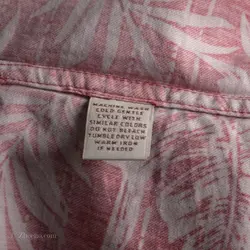 MACHINE WASH
COLD GENTLE
CYCLE WITH
SIMILAR COLORS
DO NOT BLEACH
TUMBLE DRY LOW
WARM IRON
IF NEEDED